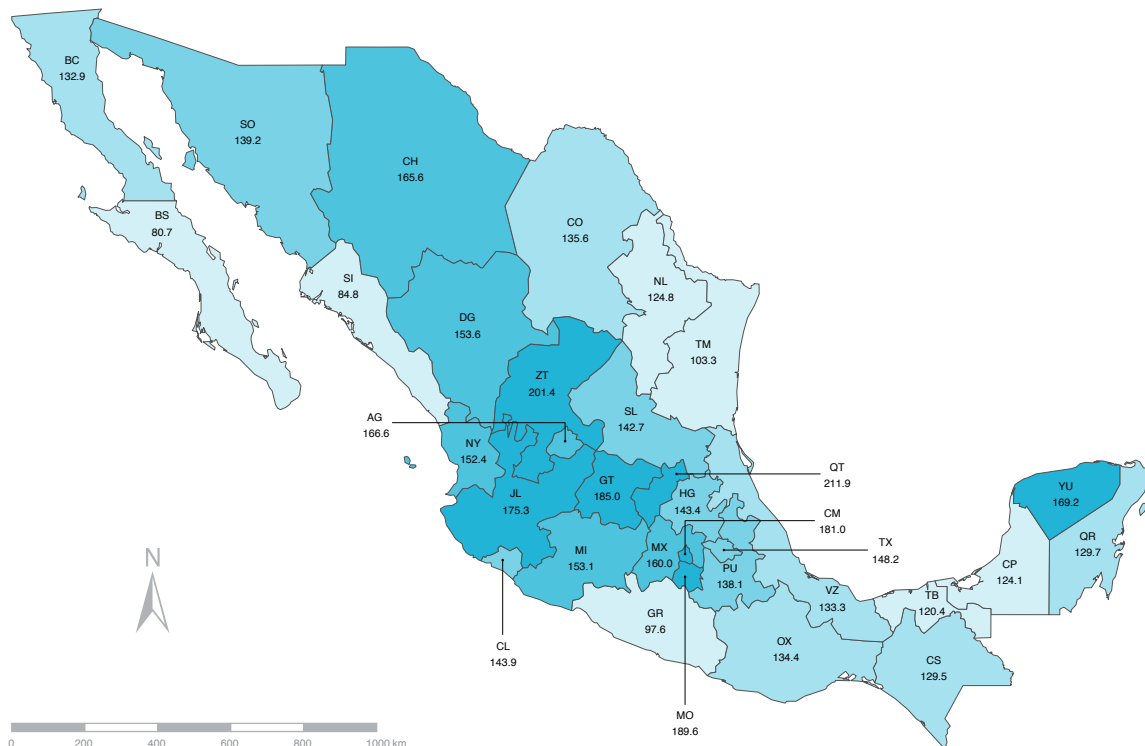 BC
132.9
SO
139.2
CH
165.6
BS
80.7
CO
135.6
SI
84.8
NL
124.8
DG
153.6
TM
103.3
ZT
201.4
AG
166.6
SL
142.7
NY
152.4
QT
211.9
GT
185.0
JL
175.3
HG
143.4
YU
169.2
CM
181.0
TX
148.2
QR
129.7
MI
153.1
MX
160.0
PU
138.1
CP
124.1
VZ
133.3
TB
120.4
GR
97.6
CL
143.9
OX
134.4
CS
129.5
MO
189.6
N
0 200 400 600 800 1000 km